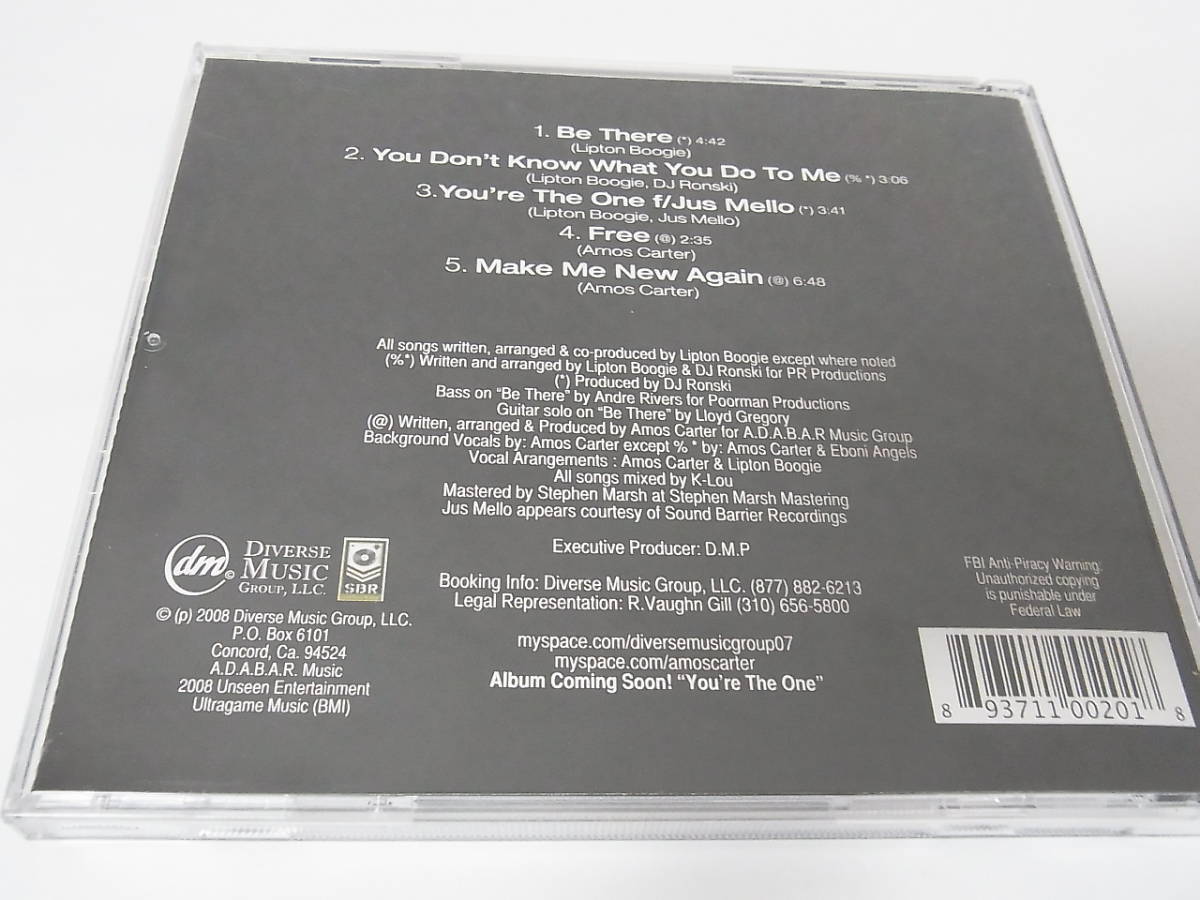 1. Be There (*) 4:42
(Lipton Boogie)
2. You Don't Know What You Do To Me (% *) 3:06
(Lipton Boogie, DJ Ronski)
3.You're The One f/Jus Mello (*) 3:41
(Lipton Boogie, Jus Mello)
4. Free (@) 2:35
(Amos Carter)
5. Make Me New Again (@) 6:48
(Amos Carter)
All songs written, arranged & co-produced by Lipton Boogie except where noted
(%*) Written and arranged by Lipton Boogie & DJ Ronski for PR Productions
(*) Produced by DJ Ronski
Bass on "Be There" by Andre Rivers for Poorman Productions
Guitar solo on "Be There" by Lloyd Gregory
(@) Written, arranged & Produced by Amos Carter for A.D.A.B.A.R Music Group
Background Vocals by: Amos Carter except % * by: Amos Carter & Eboni Angels
Vocal Arangements : Amos Carter & Lipton Boogie
All songs mixed by K-Lou
Mastered by Stephen Marsh at Stephen Marsh Mastering
Jus Mello appears courtesy of Sound Barrier Recordings
Executive Producer: D.M.P
Booking Info: Diverse Music Group, LLC. (877) 882-6213
Legal Representation: R.Vaughn Gill (310) 656-5800
myspace.com/diversemusicgroup07
myspace.com/amoscarter
Album Coming Soon! "You're The One"
dm©
DIVERSE
MUSIC
GROUP, LLC.
SBR
© (p) 2008 Diverse Music Group, LLC.
P.O. Box 6101
Concord, Ca. 94524
A.D.A.B.A.R. Music
2008 Unseen Entertainment
Ultragame Music (BMI)
FBI Anti-Piracy Warning:
Unauthorized copying
is punishable under
Federal Law
8 93711 00201 8